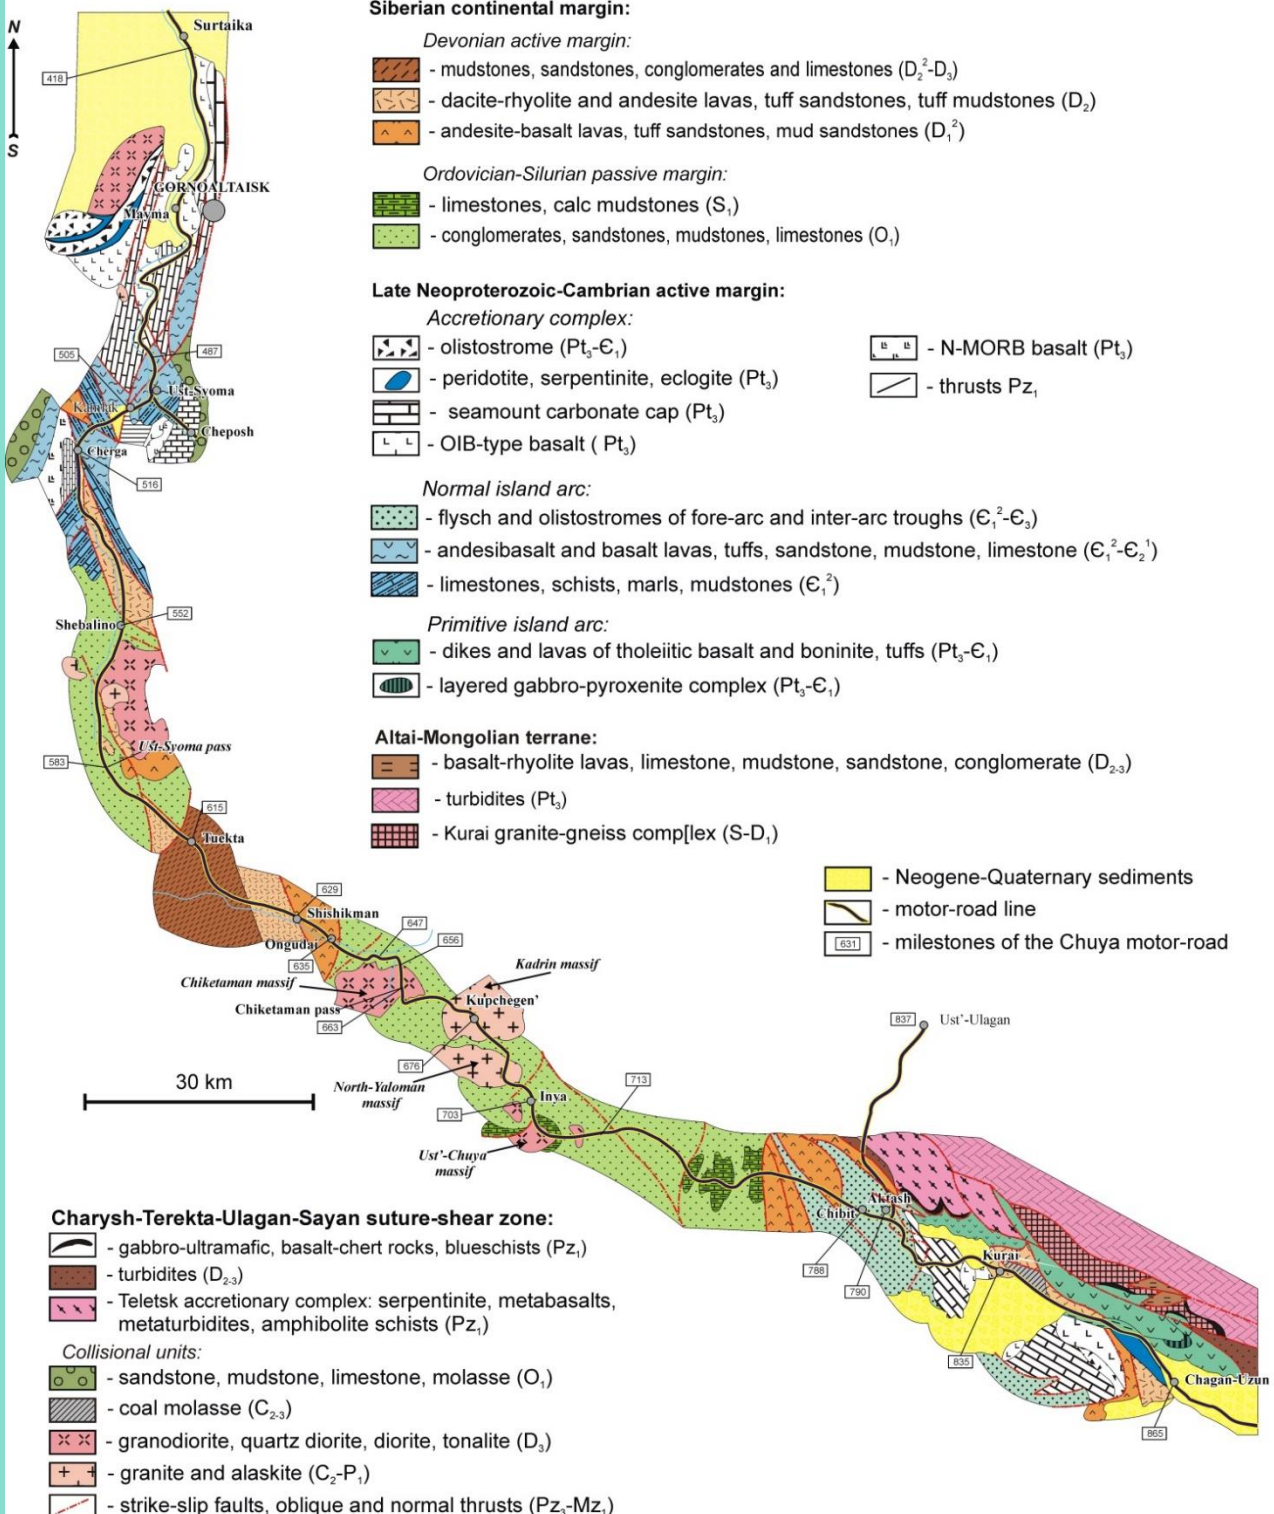 Siberian continental margin:
Devonian active margin:
- mudstones, sandstones, conglomerates and limestones (D₂²-D₃)
- dacite-rhyolite and andesite lavas, tuff sandstones, tuff mudstones (D₂)
- andesite-basalt lavas, tuff sandstones, mud sandstones (D₁²)
Ordovician-Silurian passive margin:
- limestones, calc mudstones (S₁)
- conglomerates, sandstones, mudstones, limestones (O₁)
Late Neoproterozoic-Cambrian active margin:
Accretionary complex:
- olistostrome (Pt₃-Є₁)
- peridotite, serpentinite, eclogite (Pt₃)
- seamount carbonate cap (Pt₃)
- OIB-type basalt ( Pt₃)
- N-MORB basalt (Pt₃)
- thrusts Pz₁
Normal island arc:
- flysch and olistostromes of fore-arc and inter-arc troughs (Є₁²-Є₃)
- andesibasalt and basalt lavas, tuffs, sandstone, mudstone, limestone (Є₁²-Є₂¹)
- limestones, schists, marls, mudstones (Є₁²)
Primitive island arc:
- dikes and lavas of tholeiitic basalt and boninite, tuffs (Pt₃-Є₁)
- layered gabbro-pyroxenite complex (Pt₃-Є₁)
Altai-Mongolian terrane:
- basalt-rhyolite lavas, limestone, mudstone, sandstone, conglomerate (D₂₋₃)
- turbidites (Pt₃)
- Kurai granite-gneiss comp[lex (S-D₁)
- Neogene-Quaternary sediments
- motor-road line
631 - milestones of the Chuya motor-road
N
S
Surtaika
418
GORNOALTAISK
Mayma
505
487
Ust-Syoma
Kamlak
Cheposh
Cherga
516
Shebalino
552
Ust-Syoma pass
583
615
Tuekta
629
Shishikman
647
656
Ongudai
635
Chiketaman massif
Chiketaman pass
663
Kadrin massif
Kupchegen'
676
North-Yaloman
massif
30 km
Inya
703
713
Ust'-Chuya
massif
837
Ust'-Ulagan
Aktash
Chibit
788
790
Kurai
835
Chagan-Uzun
865
Charysh-Terekta-Ulagan-Sayan suture-shear zone:
- gabbro-ultramafic, basalt-chert rocks, blueschists (Pz₁)
- turbidites (D₂₋₃)
- Teletsk accretionary complex: serpentinite, metabasalts,
metaturbidites, amphibolite schists (Pz₁)
Collisional units:
- sandstone, mudstone, limestone, molasse (O₁)
- coal molasse (C₂₋₃)
- granodiorite, quartz diorite, diorite, tonalite (D₃)
- granite and alaskite (C₂-P₁)
- strike-slip faults, oblique and normal thrusts (Pz₃-Mz₁)